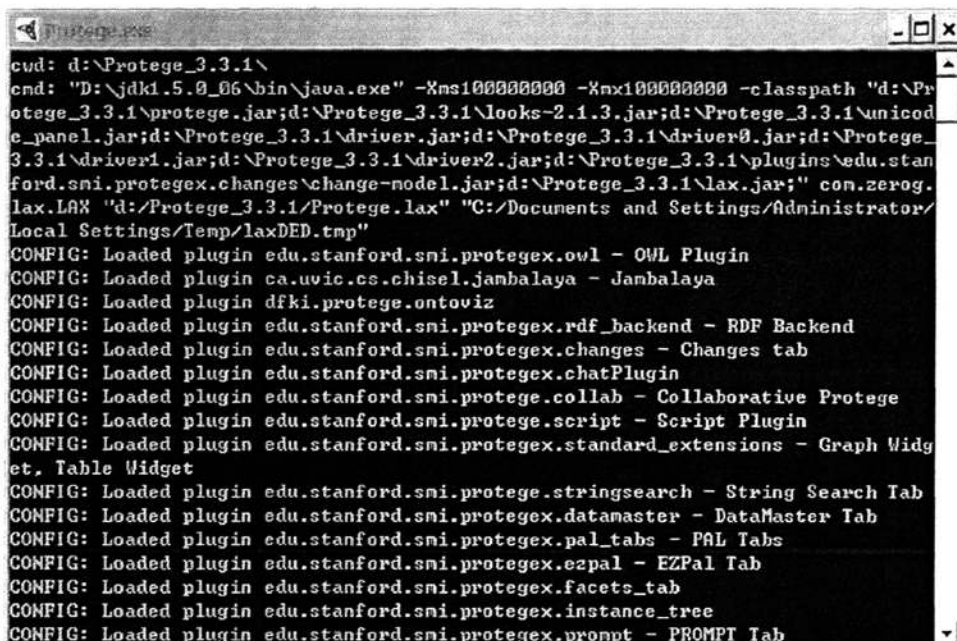 Protege.exe
cwd: d:\Protege_3.3.1\
cmd: "D:\jdk1.5.0_06\bin\java.exe" -Xms100000000 -Xmx100000000 -classpath "d:\Pr
otege_3.3.1\protege.jar;d:\Protege_3.3.1\looks-2.1.3.jar;d:\Protege_3.3.1\unicod
e_panel.jar;d:\Protege_3.3.1\driver.jar;d:\Protege_3.3.1\driver0.jar;d:\Protege_
3.3.1\driver1.jar;d:\Protege_3.3.1\driver2.jar;d:\Protege_3.3.1\plugins\edu.stan
ford.smi.protegex.changes\change-model.jar;d:\Protege_3.3.1\lax.jar;" com.zerog.
lax.LAX "d:/Protege_3.3.1/Protege.lax" "C:/Documents and Settings/Administrator/
Local Settings/Temp/laxDED.tmp"
CONFIG: Loaded plugin edu.stanford.smi.protegex.owl - OWL Plugin
CONFIG: Loaded plugin ca.uvic.cs.chisel.jambalaya - Jambalaya
CONFIG: Loaded plugin dfki.protege.ontoviz
CONFIG: Loaded plugin edu.stanford.smi.protegex.rdf_backend - RDF Backend
CONFIG: Loaded plugin edu.stanford.smi.protegex.changes - Changes tab
CONFIG: Loaded plugin edu.stanford.smi.protegex.chatPlugin
CONFIG: Loaded plugin edu.stanford.smi.protege.collab - Collaborative Protege
CONFIG: Loaded plugin edu.stanford.smi.protege.script - Script Plugin
CONFIG: Loaded plugin edu.stanford.smi.protegex.standard_extensions - Graph Widg
et, Table Widget
CONFIG: Loaded plugin edu.stanford.smi.protege.stringsearch - String Search Tab
CONFIG: Loaded plugin edu.stanford.smi.protegex.datamaster - DataMaster Tab
CONFIG: Loaded plugin edu.stanford.smi.protegex.pal_tabs - PAL Tabs
CONFIG: Loaded plugin edu.stanford.smi.protegex.ezpal - EZPal Tab
CONFIG: Loaded plugin edu.stanford.smi.protegex.facets_tab
CONFIG: Loaded plugin edu.stanford.smi.protegex.instance_tree
CONFIG: Loaded plugin edu.stanford.smi.protegex.prompt - PROMPT Tab